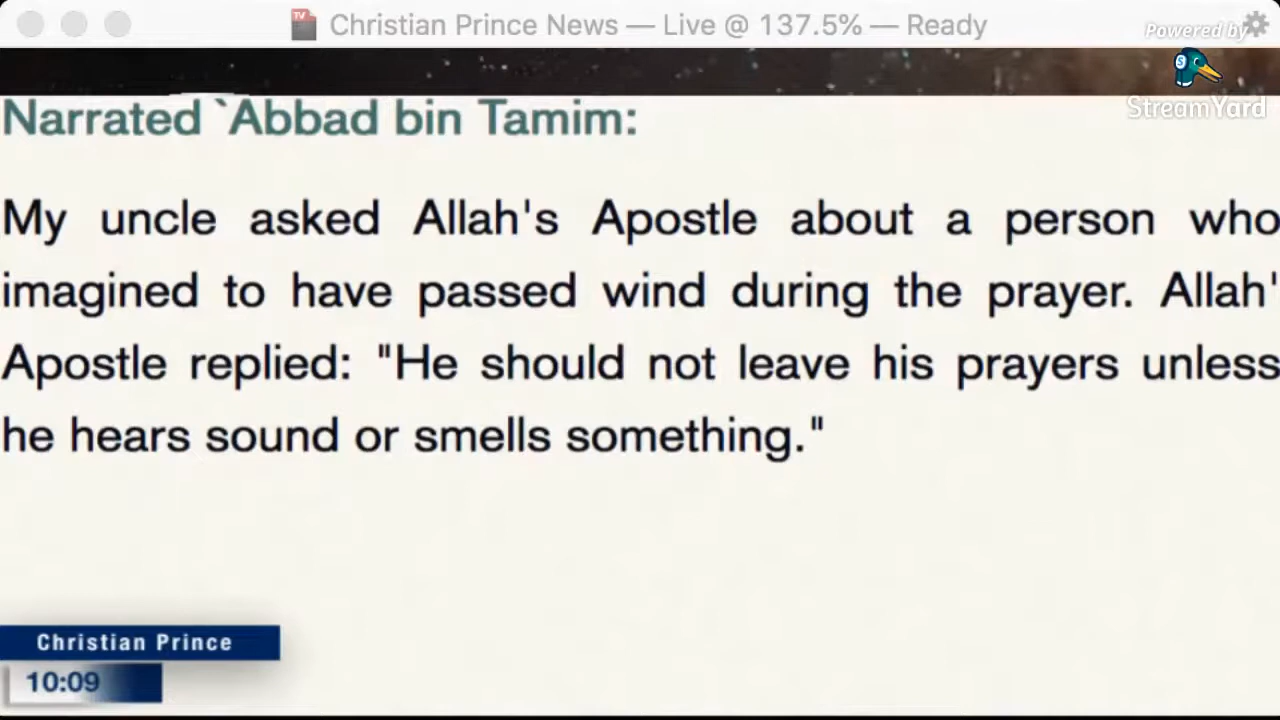 Christian Prince News — Live @ 137.5% — Ready
Powered by
StreamYard
Narrated `Abbad bin Tamim:
My uncle asked Allah's Apostle about a person who
imagined to have passed wind during the prayer. Allah'
Apostle replied: "He should not leave his prayers unless
he hears sound or smells something."
Christian Prince
10:09